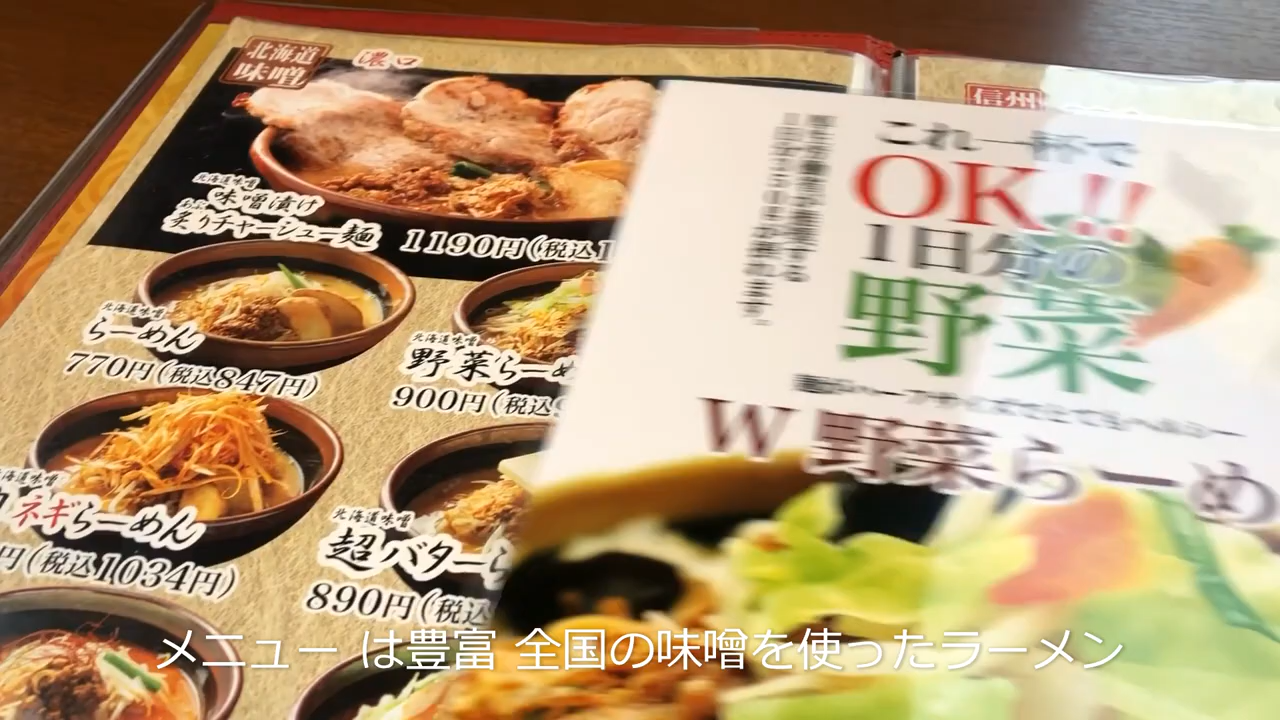 北海道
味噌
濃口
北海道味噌
味噌漬け
炙りチャーシュー麺
1190円(税込1
北海道味噌
らーめん
770円(税込847円)
北海道味噌
野菜らーめ
900円(税込9
北海道味噌
ネギらーめん
円(税込1034円)
北海道味噌
超バターら
890円(税込
信州
これ一杯で
OK!!
1日分の
野菜
W 野菜らーめ
メニュー は豊富 全国の味噌を使ったラーメン